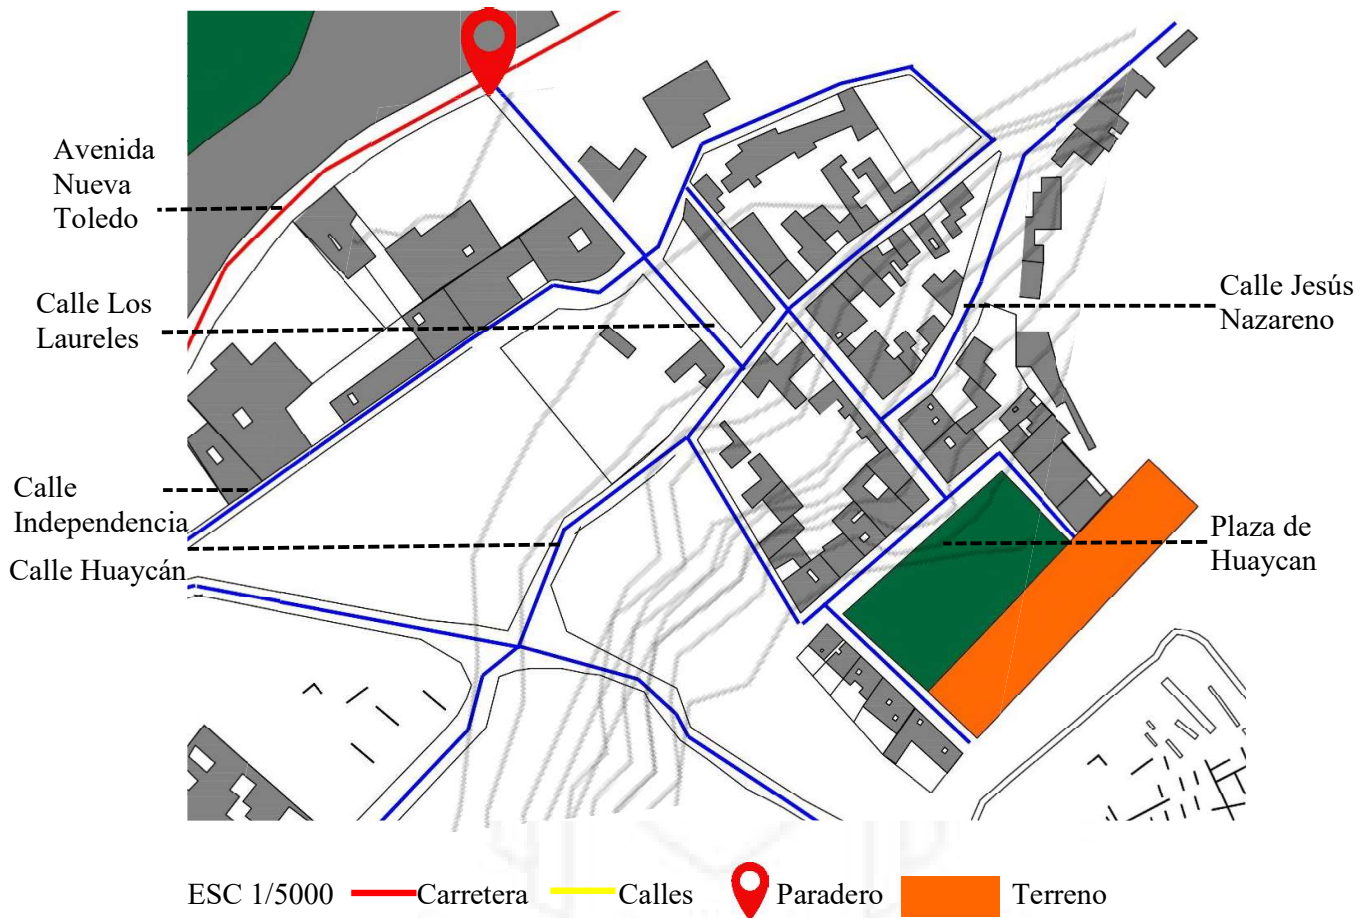 Avenida
Nueva
Toledo
Calle Los
Laureles
Calle Jesús
Nazareno
Calle
Independencia
Calle Huaycán
Plaza de
Huaycan
ESC 1/5000 Carretera Calles Paradero Terreno